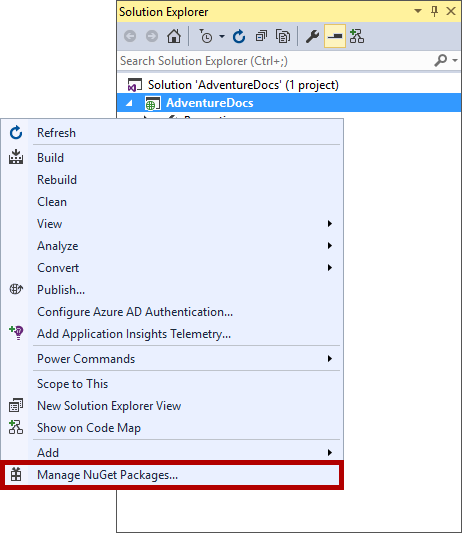 Solution Explorer
Search Solution Explorer (Ctrl+;)
Solution 'AdventureDocs' (1 project)
AdventureDocs
Refresh
Build
Rebuild
Clean
View
Analyze
Convert
Publish...
Configure Azure AD Authentication...
Add Application Insights Telemetry...
Power Commands
Scope to This
New Solution Explorer View
Show on Code Map
Add
Manage NuGet Packages...